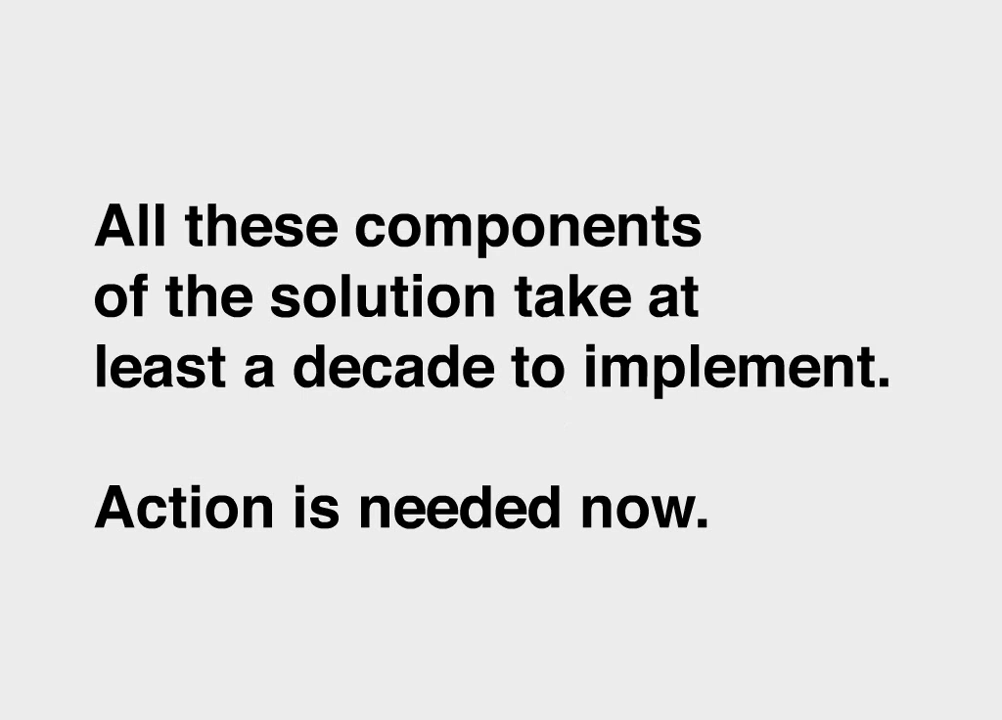 All these components
of the solution take at
least a decade to implement.
Action is needed now.